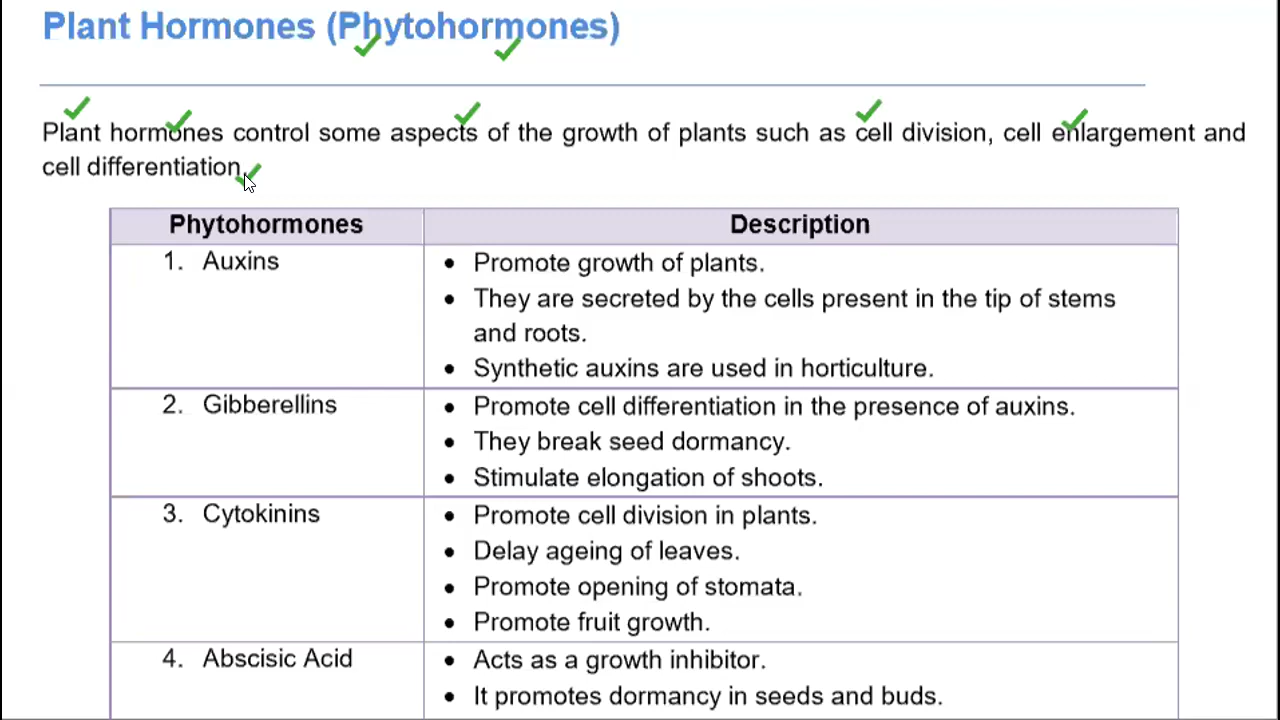 Plant Hormones (Phytohormones)
Plant hormones control some aspects of the growth of plants such as cell division, cell enlargement and
cell differentiation.
Phytohormones Description
1. Auxins
• Promote growth of plants.
• They are secreted by the cells present in the tip of stems
and roots.
• Synthetic auxins are used in horticulture.
2. Gibberellins
• Promote cell differentiation in the presence of auxins.
• They break seed dormancy.
• Stimulate elongation of shoots.
3. Cytokinins
• Promote cell division in plants.
• Delay ageing of leaves.
• Promote opening of stomata.
• Promote fruit growth.
4. Abscisic Acid
• Acts as a growth inhibitor.
• It promotes dormancy in seeds and buds.